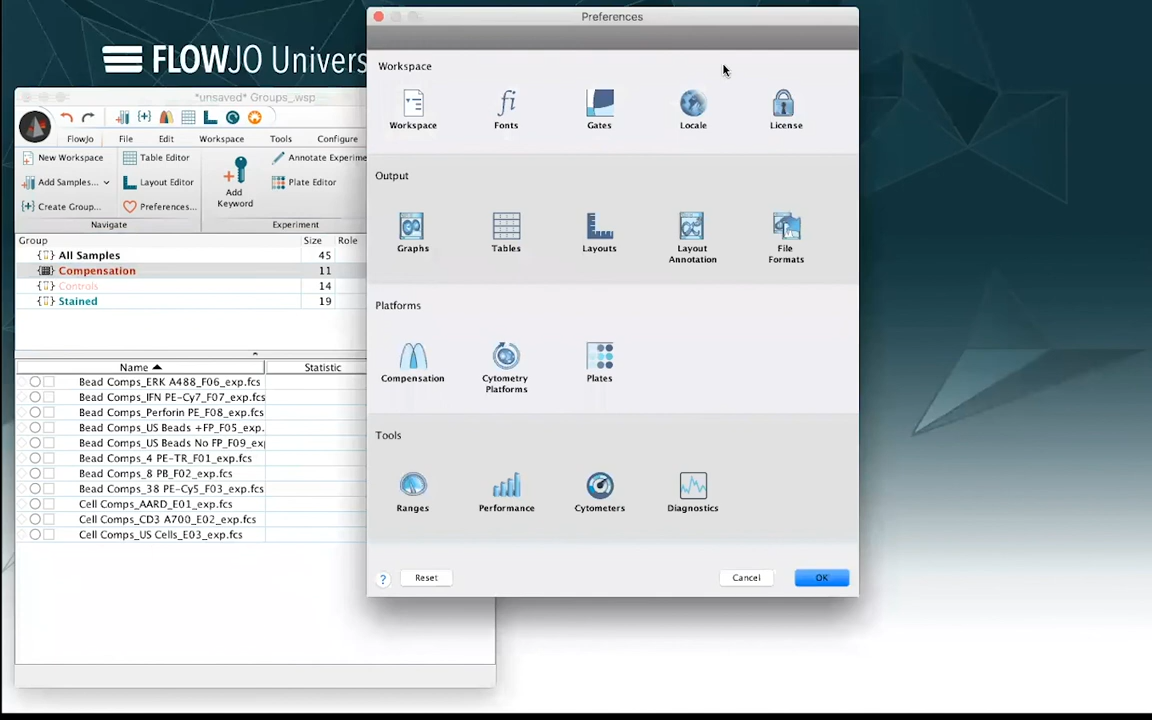 Preferences
FLOWJO Univers
*unsaved* Groups_.wsp
FlowJo File Edit Workspace Tools Configure
New Workspace Table Editor Annotate Experime
Add Samples... Layout Editor Add Keyword Plate Editor
{+} Create Group... Preferences...
Navigate Experiment
Group Size Role
All Samples 45
Compensation 11
Controls 14
Stained 19
Name Statistic
Bead Comps_ERK A488_F06_exp.fcs
Bead Comps_IFN PE-Cy7_F07_exp.fcs
Bead Comps_Perforin PE_F08_exp.fcs
Bead Comps_US Beads +FP_F05_exp.
Bead Comps_US Beads No FP_F09_exp
Bead Comps_4 PE-TR_F01_exp.fcs
Bead Comps_8 PB_F02_exp.fcs
Bead Comps_38 PE-Cy5_F03_exp.fcs
Cell Comps_AARD_E01_exp.fcs
Cell Comps_CD3 A700_E02_exp.fcs
Cell Comps_US Cells_E03_exp.fcs
Workspace
Workspace Fonts Gates Locale License
Output
Graphs Tables Layouts Layout Annotation File Formats
Platforms
Compensation Cytometry Platforms Plates
Tools
Ranges Performance Cytometers Diagnostics
? Reset Cancel OK